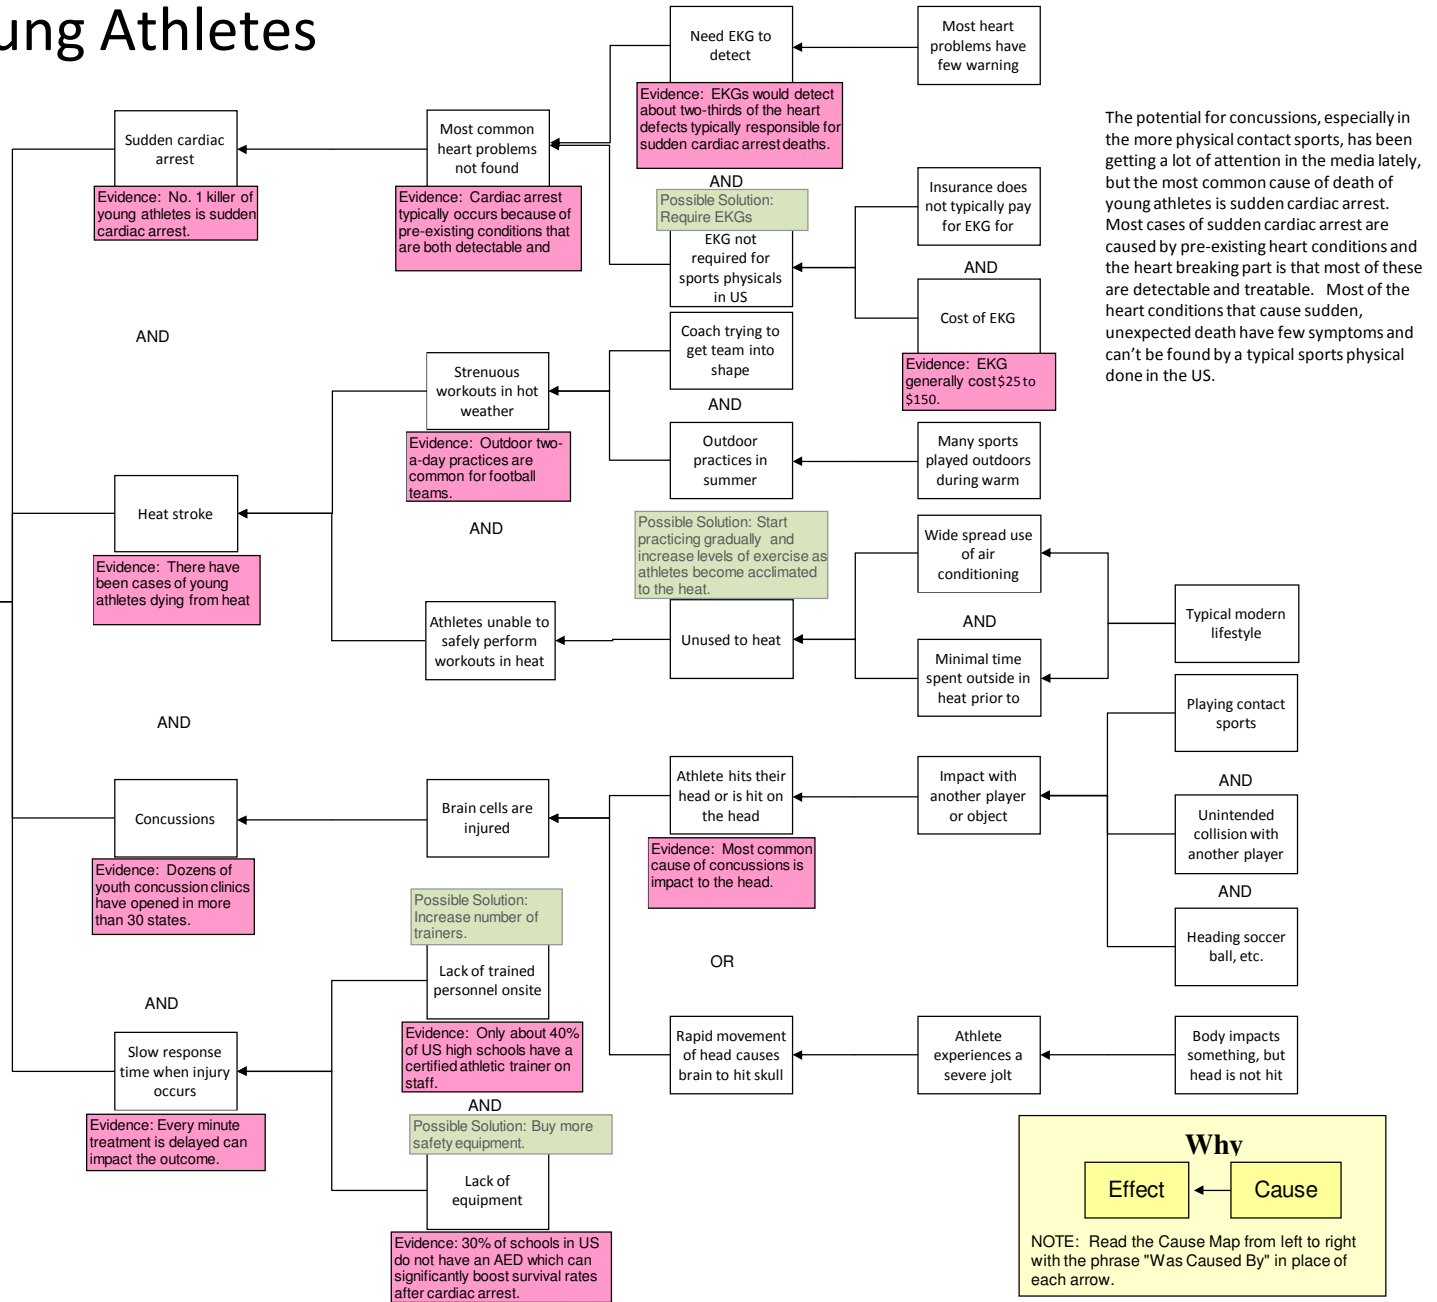 ung Athletes
Need EKG to
detect
Most heart
problems have
few warning
Evidence: EKGs would detect
about two-thirds of the heart
defects typically responsible for
sudden cardiac arrest deaths.
The potential for concussions, especially in
the more physical contact sports, has been
getting a lot of attention in the media lately,
but the most common cause of death of
young athletes is sudden cardiac arrest.
Most cases of sudden cardiac arrest are
caused by pre-existing heart conditions and
the heart breaking part is that most of these
are detectable and treatable. Most of the
heart conditions that cause sudden,
unexpected death have few symptoms and
can't be found by a typical sports physical
done in the US.
Sudden cardiac
arrest
Evidence: No. 1 killer of
young athletes is sudden
cardiac arrest.
Most common
heart problems
not found
Evidence: Cardiac arrest
typically occurs because of
pre-existing conditions that
are both detectable and
AND
Possible Solution:
Require EKGs
EKG not
required for
sports physicals
in US
Insurance does
not typically pay
for EKG for
AND
Cost of EKG
Evidence: EKG
generally cost $25 to
$150.
AND
Strenuous
workouts in hot
weather
Evidence: Outdoor two-
a-day practices are
common for football
teams.
Coach trying to
get team into
shape
AND
Outdoor
practices in
summer
Many sports
played outdoors
during warm
Heat stroke
Evidence: There have
been cases of young
athletes dying from heat
AND
Possible Solution: Start
practicing gradually and
increase levels of exercise as
athletes become acclimated
to the heat.
Unused to heat
Wide spread use
of air
conditioning
AND
Minimal time
spent outside in
heat prior to
Typical modern
lifestyle
Athletes unable to
safely perform
workouts in heat
AND
Playing contact
sports
AND
Unintended
collision with
another player
AND
Heading soccer
ball, etc.
Concussions
Evidence: Dozens of
youth concussion clinics
have opened in more
than 30 states.
Brain cells are
injured
Athlete hits their
head or is hit on
the head
Evidence: Most common
cause of concussions is
impact to the head.
Impact with
another player
or object
OR
Rapid movement
of head causes
brain to hit skull
Athlete
experiences a
severe jolt
Body impacts
something, but
head is not hit
AND
Slow response
time when injury
occurs
Evidence: Every minute
treatment is delayed can
impact the outcome.
Possible Solution:
Increase number of
trainers.
Lack of trained
personnel onsite
Evidence: Only about 40%
of US high schools have a
certified athletic trainer on
staff.
AND
Possible Solution: Buy more
safety equipment.
Lack of
equipment
Evidence: 30% of schools in US
do not have an AED which can
significantly boost survival rates
after cardiac arrest.
Why
Effect
Cause
NOTE: Read the Cause Map from left to right
with the phrase "Was Caused By" in place of
each arrow.